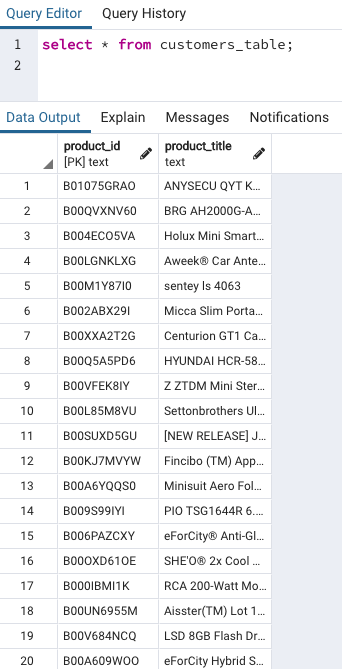 Query Editor Query History
1 select * from customers_table;
2
Data Output Explain Messages Notifications
product_id product_title
[PK] text text
1 B01075GRAO ANYSECU QYT K...
2 B00QVXNV60 BRG AH2000G-A...
3 B004ECO5VA Holux Mini Smart...
4 B00LGNKLXG Aweek® Car Ante...
5 B00M1Y87I0 sentey ls 4063
6 B002ABX29I Micca Slim Porta...
7 B00XXA2T2G Centurion GT1 Ca...
8 B00Q5A5PD6 HYUNDAI HCR-58...
9 B00VFEK8IY Z ZTDM Mini Ster...
10 B00L85M8VU Settonbrothers Ul...
11 B00SUXD5GU [NEW RELEASE] J...
12 B00KJ7MVYW Fincibo (TM) App...
13 B00A6YQQS0 Minisuit Aero Fol...
14 B009S99IYI PIO TSG1644R 6....
15 B006PAZCXY eForCity® Anti-Gl...
16 B00OXD61OE SHE'O® 2x Cool ...
17 B000IBMI1K RCA 200-Watt Mo...
18 B00UN6955M Aisster(TM) Lot 1...
19 B00V684NCQ LSD 8GB Flash Dr...
20 B00A609WOO eForCity Hybrid S...